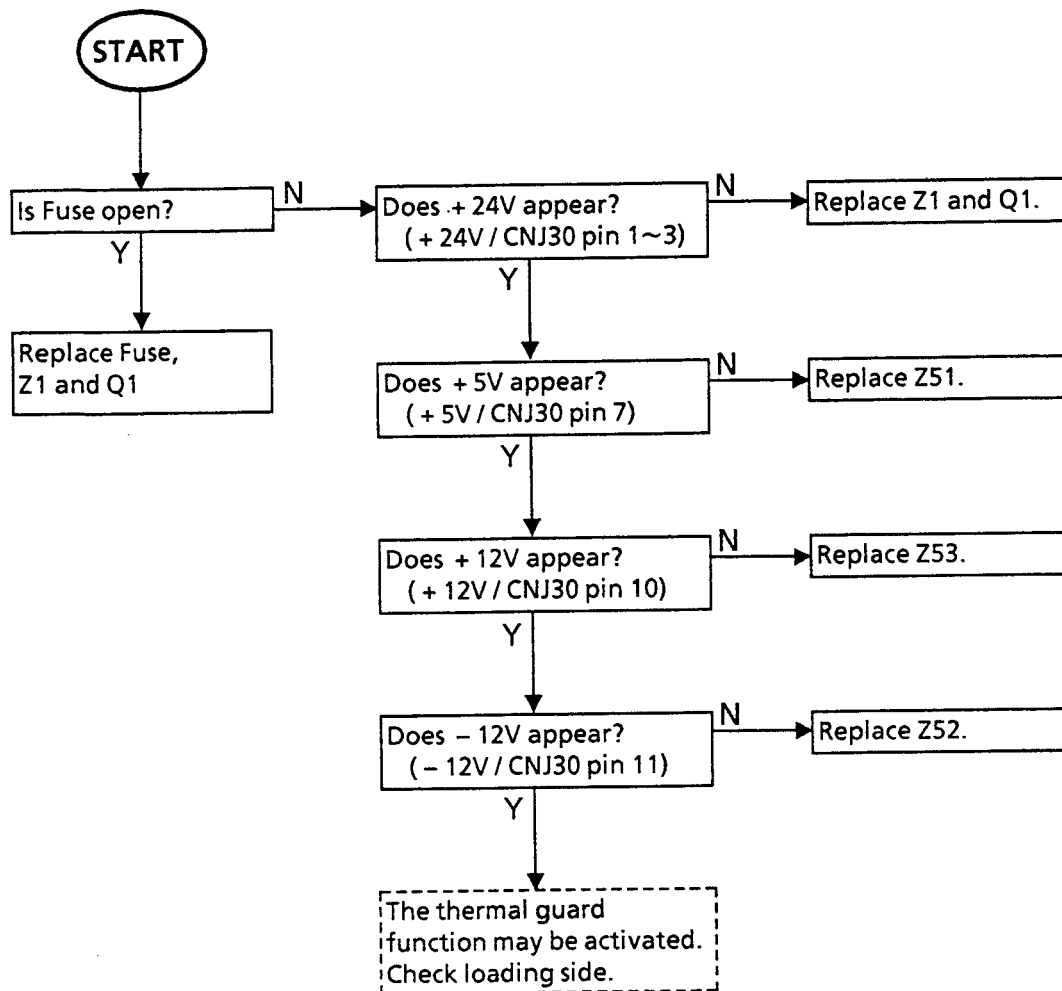 START
Is Fuse open?
N
Does + 24V appear?
( + 24V / CNJ30 pin 1~3)
N
Replace Z1 and Q1.
Y
Y
Replace Fuse,
Z1 and Q1
Does + 5V appear?
( + 5V / CNJ30 pin 7)
N
Replace Z51.
Y
Does + 12V appear?
( + 12V / CNJ30 pin 10)
N
Replace Z53.
Y
Does – 12V appear?
( – 12V / CNJ30 pin 11)
N
Replace Z52.
Y
The thermal guard
function may be activated.
Check loading side.